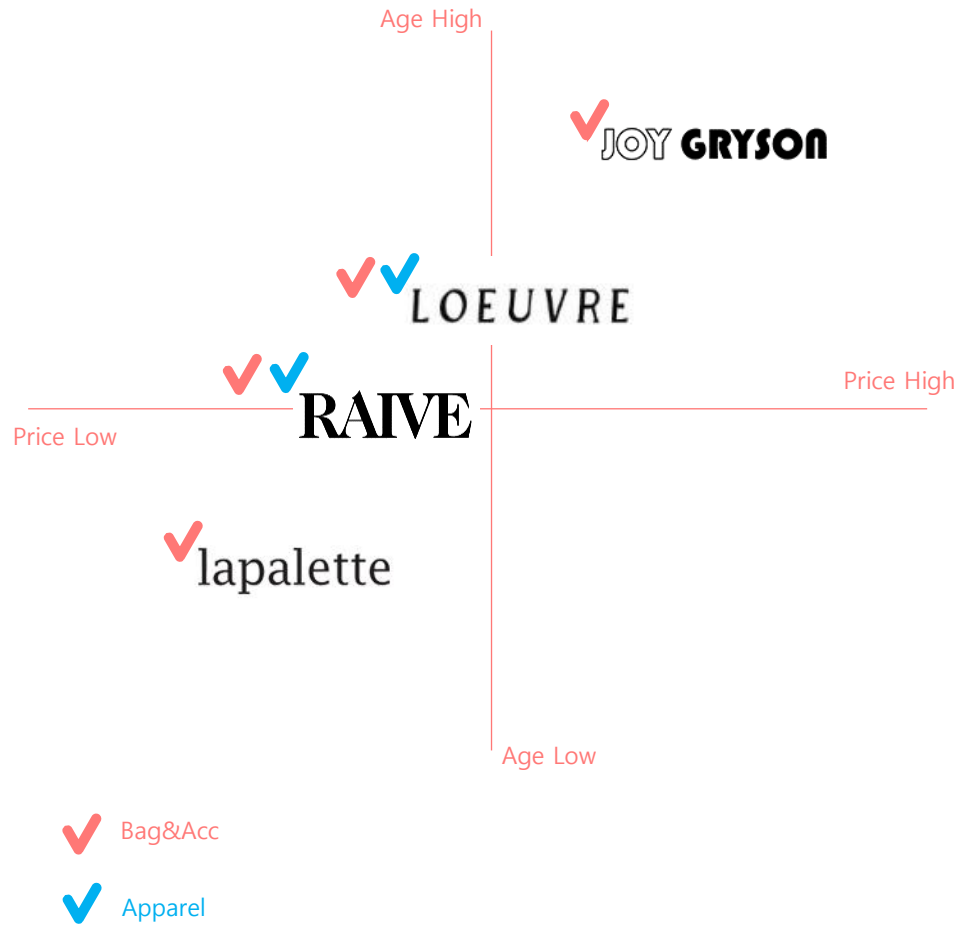 Age High
JOY GRYSON
LOEUVRE
Price High
RAIVE
Price Low
lapalette
Age Low
Bag&Acc
Apparel